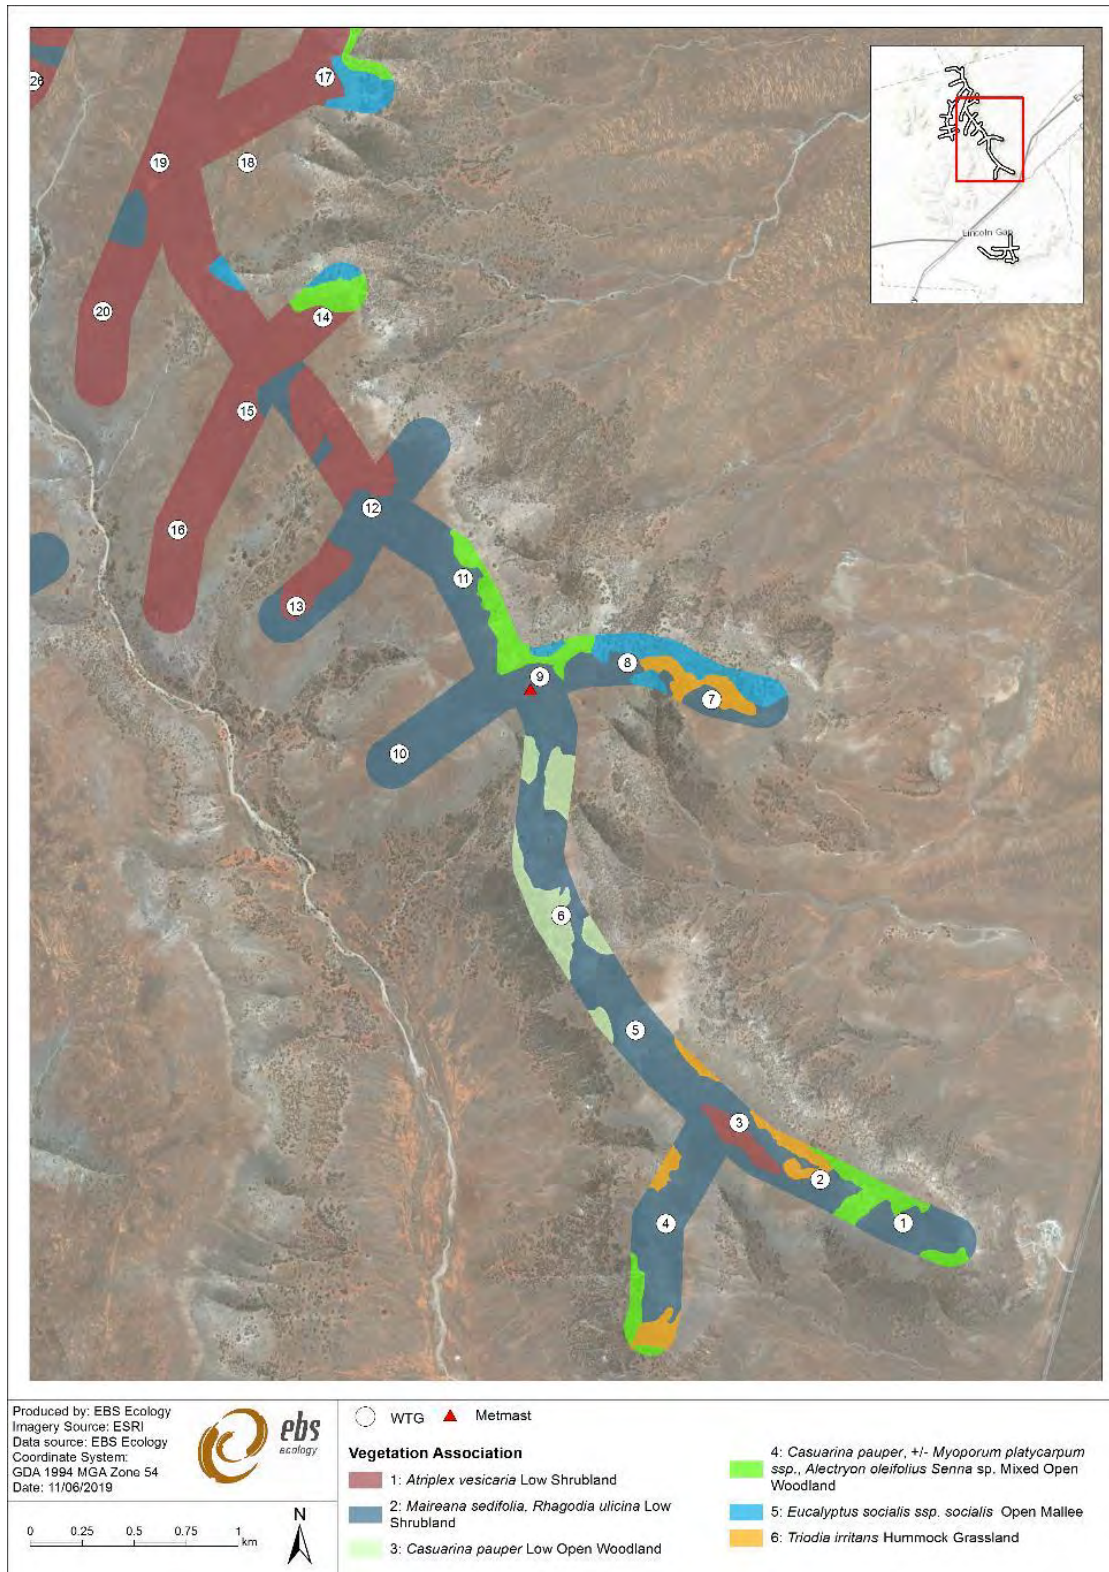 17
26
19
18
20
14
15
16
12
13
11
9
8
7
10
6
5
3
2
4
1
Lincoln Gap
Produced by: EBS Ecology
Imagery Source: ESRI
Data source: EBS Ecology
Coordinate System:
GDA 1994 MGA Zone 54
Date: 11/06/2019
ebs
ecology
0 0.25 0.5 0.75 1
km
N
WTG
Metmast
Vegetation Association
1: Atriplex vesicaria Low Shrubland
2: Maireana sedifolia, Rhagodia ulicina Low
Shrubland
3: Casuarina pauper Low Open Woodland
4: Casuarina pauper, +/- Myoporum platycarpum
ssp., Alectryon oleifolius Senna sp. Mixed Open
Woodland
5: Eucalyptus socialis ssp. socialis Open Mallee
6: Triodia irritans Hummock Grassland